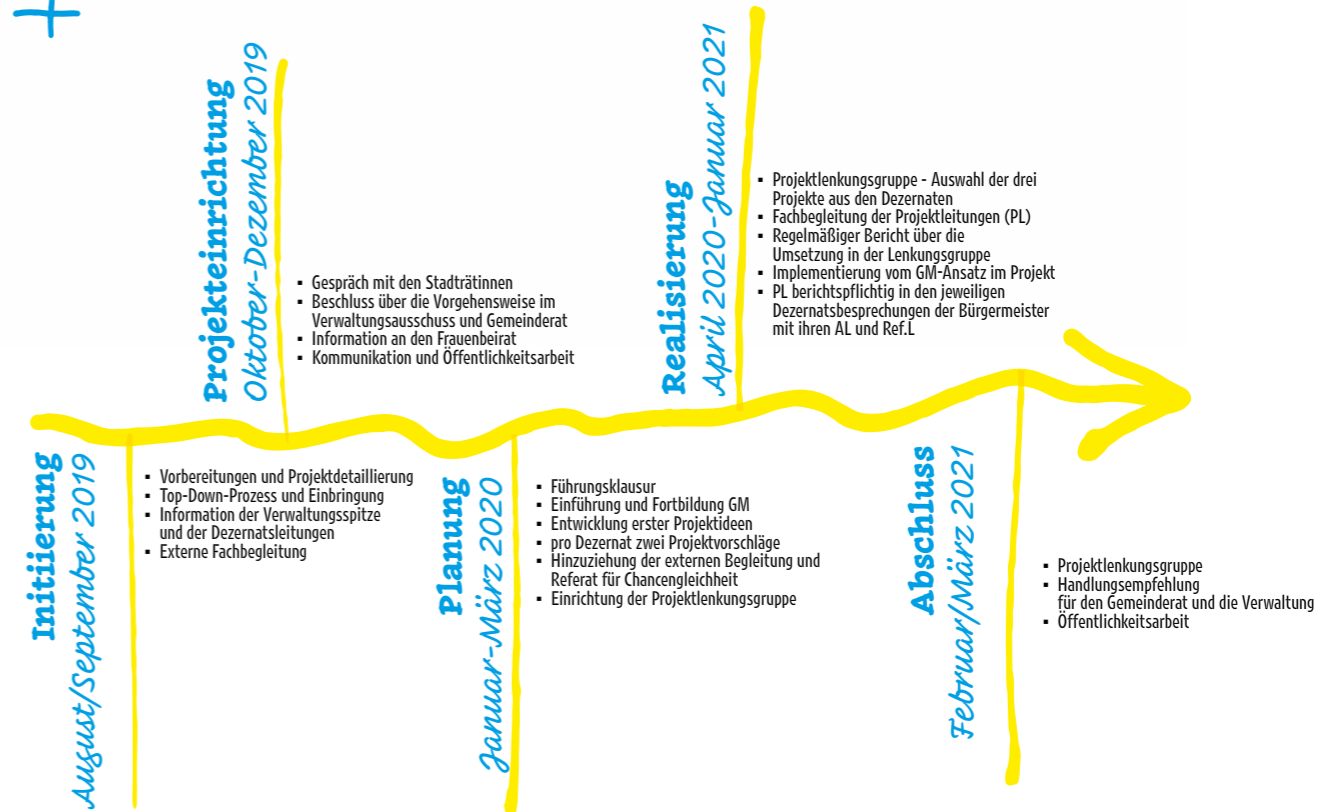 Initiierung
August/September 2019
▪ Vorbereitungen und Projektdetaillierung
▪ Top-Down-Prozess und Einbringung
▪ Information der Verwaltungsspitze
und der Dezernatsleitungen
▪ Externe Fachbegleitung
Projekteinrichtung
Oktober-Dezember 2019
▪ Gespräch mit den Stadträtinnen
▪ Beschluss über die Vorgehensweise im
Verwaltungsausschuss und Gemeinderat
▪ Information an den Frauenbeirat
▪ Kommunikation und Öffentlichkeitsarbeit
Planung
Januar-März 2020
▪ Führungsklausur
▪ Einführung und Fortbildung GM
▪ Entwicklung erster Projektideen
▪ pro Dezernat zwei Projektvorschläge
▪ Hinzuziehung der externen Begleitung und
Referat für Chancengleichheit
▪ Einrichtung der Projektlenkungsgruppe
Realisierung
April 2020-Januar 2021
▪ Projektlenkungsgruppe - Auswahl der drei
Projekte aus den Dezernaten
▪ Fachbegleitung der Projektleitungen (PL)
▪ Regelmäßiger Bericht über die
Umsetzung in der Lenkungsgruppe
▪ Implementierung vom GM-Ansatz im Projekt
▪ PL berichtspflichtig in den jeweiligen
Dezernatsbesprechungen der Bürgermeister
mit ihren AL und Ref.L
Abschluss
Februar/März 2021
▪ Projektlenkungsgruppe
▪ Handlungsempfehlung
für den Gemeinderat und die Verwaltung
▪ Öffentlichkeitsarbeit